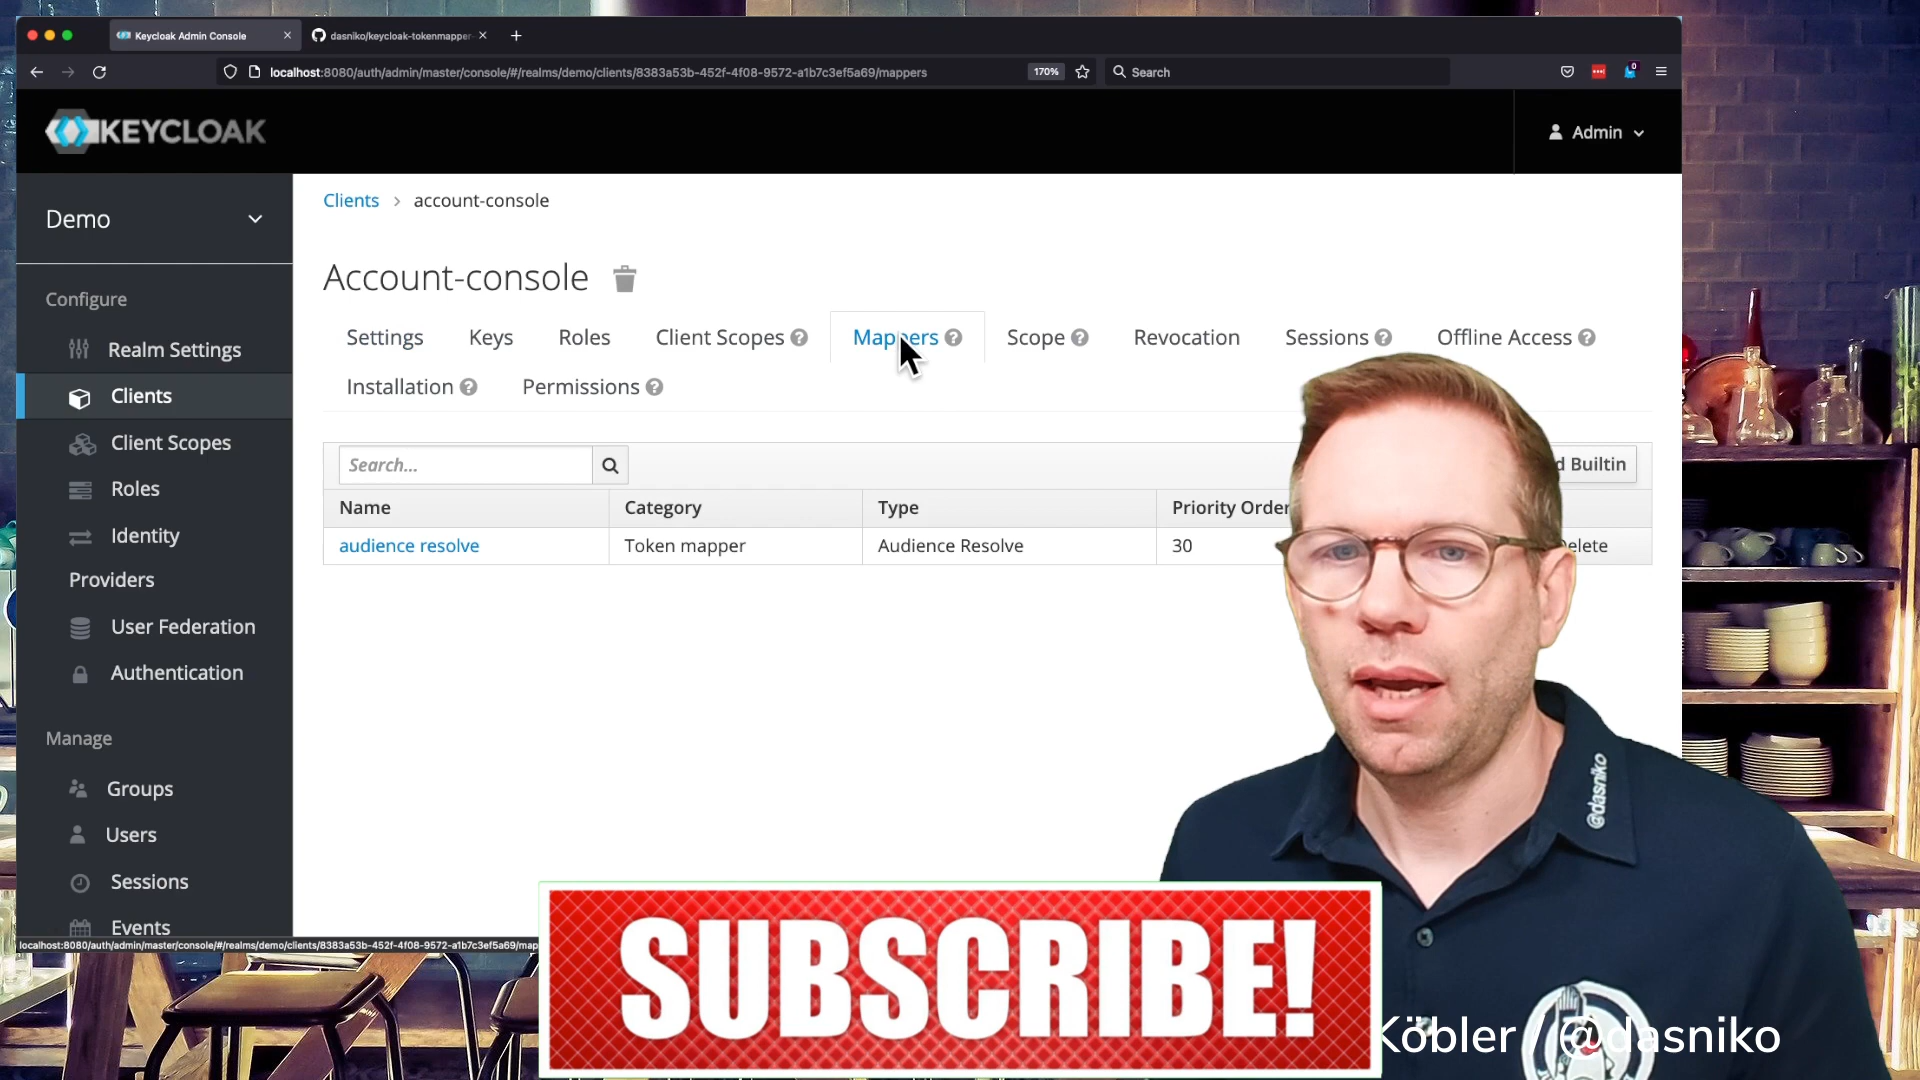 Keycloak Admin Console
dasniko/keycloak-tokenmapper-
localhost:8080/auth/admin/master/console/#/realms/demo/clients/8383a53b-452f-4f08-9572-a1b7c3ef5a69/mappers
170%
Search
0
KEYCLOAK
Admin
Demo
Clients > account-console
Account-console
Configure
Settings Keys Roles Client Scopes ? Mappers ? Scope ? Revocation Sessions ? Offline Access ?
Installation ? Permissions ?
Realm Settings
Clients
Client Scopes
Roles
Identity
Providers
User Federation
Authentication
Manage
Groups
Users
Sessions
Events
Search...
d Builtin
Name Category Type Priority Order
audience resolve Token mapper Audience Resolve 30 Delete
localhost:8080/auth/admin/master/console/#/realms/demo/clients/8383a53b-452f-4f08-9572-a1b7c3ef5a69/map
@dasniko
SUBSCRIBE!
Köbler / @dasniko